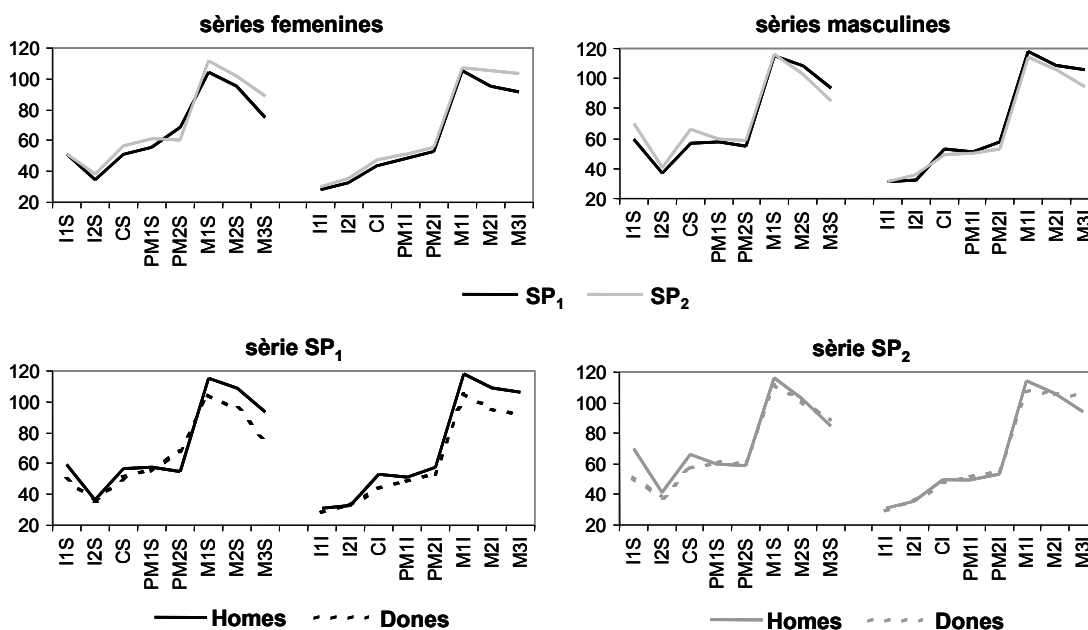 sèries femenines
120
100
80
60
40
20
I1S
I2S
CS
PM1S
PM2S
M1S
M2S
M3S
I1I
I2I
CI
PM1I
PM2I
M1I
M2I
M3I
sèries masculines
120
100
80
60
40
20
I1S
I2S
CS
PM1S
PM2S
M1S
M2S
M3S
I1I
I2I
CI
PM1I
PM2I
M1I
M2I
M3I
SP₁ SP₂
sèrie SP₁
120
100
80
60
40
20
I1S
I2S
CS
PM1S
PM2S
M1S
M2S
M3S
I1I
I2I
CI
PM1I
PM2I
M1I
M2I
M3I
Homes Dones
sèrie SP₂
120
100
80
60
40
20
I1S
I2S
CS
PM1S
PM2S
M1S
M2S
M3S
I1I
I2I
CI
PM1I
PM2I
M1I
M2I
M3I
Homes Dones